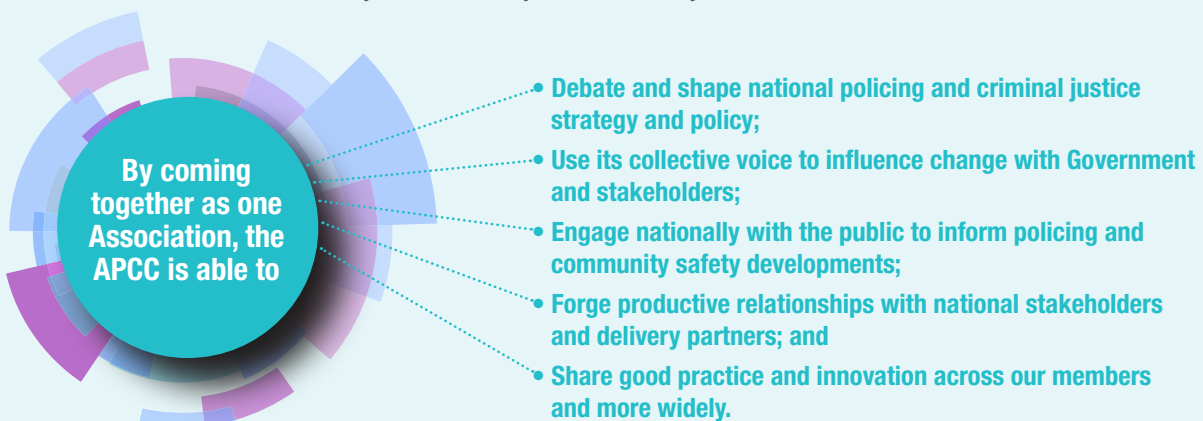 By coming
together as one
Association, the
APCC is able to
• Debate and shape national policing and criminal justice
strategy and policy;
• Use its collective voice to influence change with Government
and stakeholders;
• Engage nationally with the public to inform policing and
community safety developments;
• Forge productive relationships with national stakeholders
and delivery partners; and
• Share good practice and innovation across our members
and more widely.